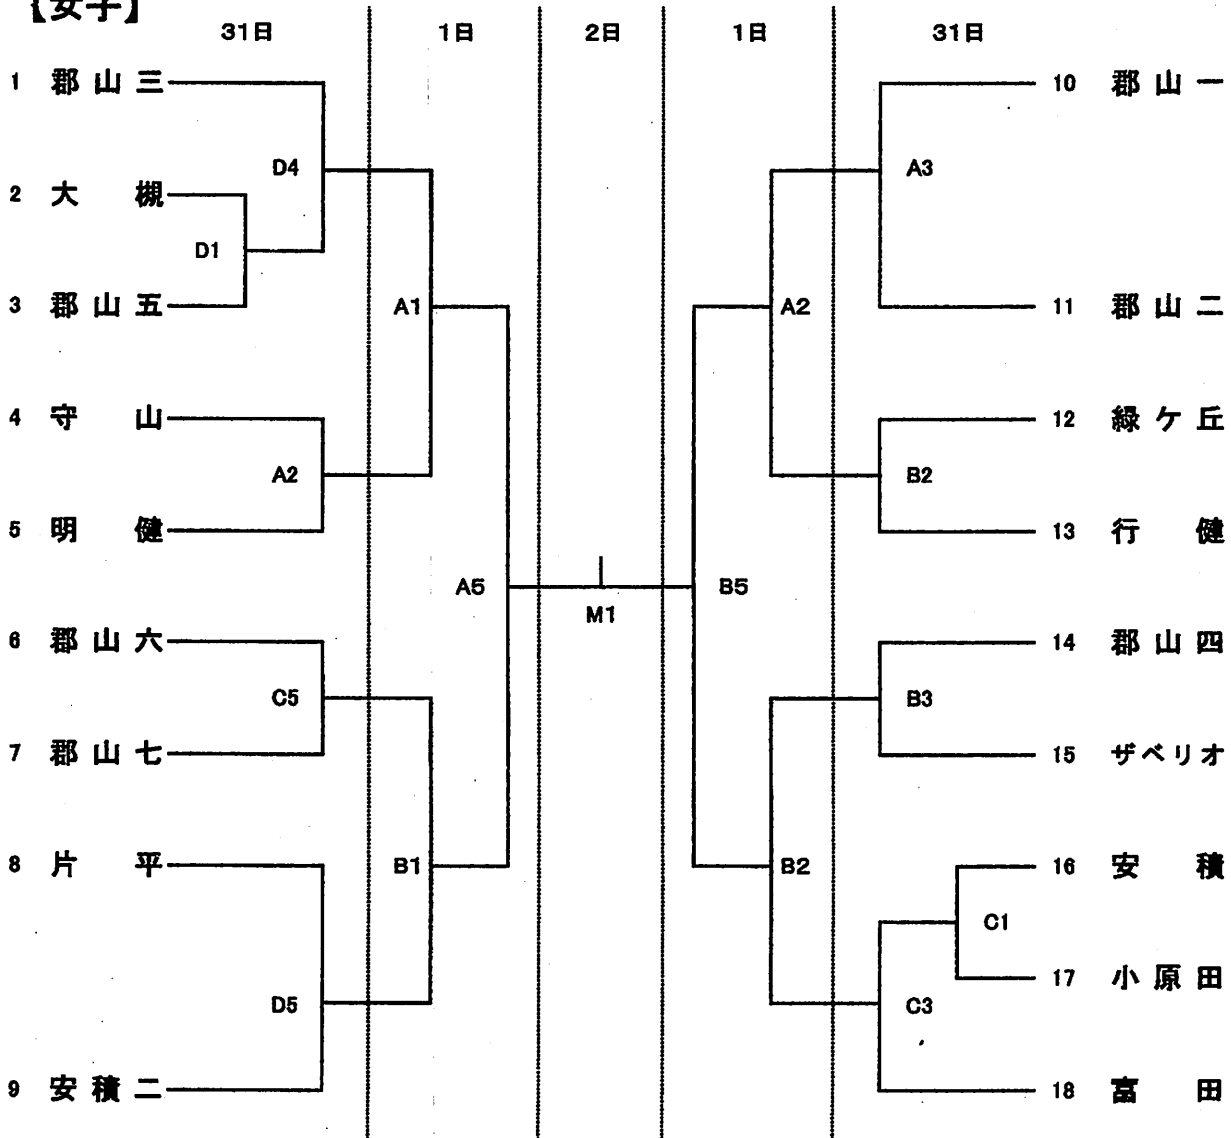 【女子】
31日 1日 2日 1日 31日
1 郡山三 10 郡山一
D4 A3
2 大槻
D1
3 郡山五 A1 A2 11 郡山二
4 守山 12 緑ケ丘
A2 B2
5 明健 13 行健
A5 B5
M1
6 郡山六 14 郡山四
C5 B3
7 郡山七 15 ザベリオ
8 片平 B1 B2 16 安積
C1
17 小原田
D5 C3
9 安積二 18 富田